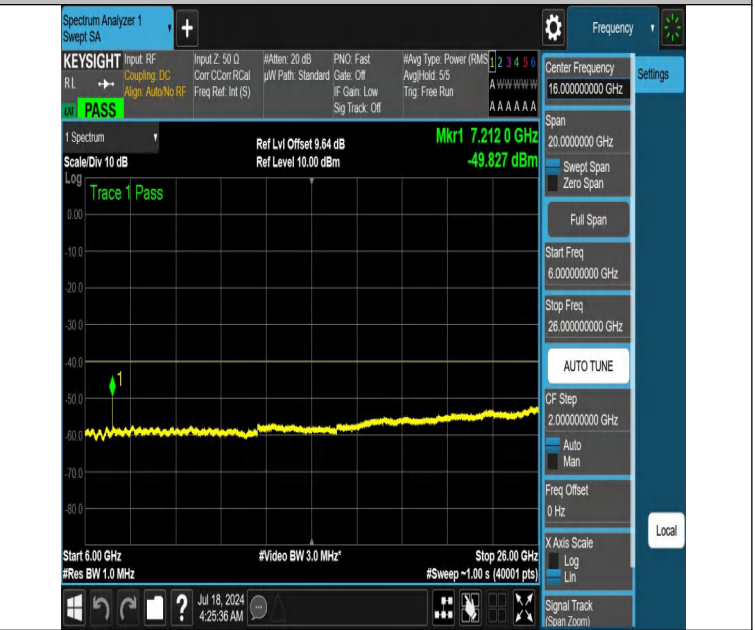 Spectrum Analyzer 1
Swept SA
+
Frequency
KEYSIGHT
RL
PASS
Input: RF
Coupling: DC
Align: Auto/No RF
Input Z: 50 Ω
Corr CCorr RCal
Freq Ref: Int (S)
#Atten: 20 dB
µW Path: Standard
PNO: Fast
Gate: Off
IF Gain: Low
Sig Track: Off
#Avg Type: Power (RMS
Avg|Hold: 5/5
Trig: Free Run
1 2 3 4 5 6
A W W W W W
A A A A A A
1 Spectrum
Scale/Div 10 dB
Ref Lvl Offset 9.64 dB
Ref Level 10.00 dBm
Mkr1 7.212 0 GHz
-49.827 dBm
Log
Trace 1 Pass
0.00
-10.0
-20.0
-30.0
-40.0
1
-50.0
-60.0
-70.0
-80.0
Start 6.00 GHz
#Res BW 1.0 MHz
#Video BW 3.0 MHz*
Stop 26.00 GHz
#Sweep ~1.00 s (40001 pts)
Center Frequency
16.000000000 GHz
Settings
Span
20.0000000 GHz
Swept Span
Zero Span
Full Span
Start Freq
6.000000000 GHz
Stop Freq
26.000000000 GHz
AUTO TUNE
CF Step
2.000000000 GHz
Auto
Man
Freq Offset
0 Hz
X Axis Scale
Log
Lin
Local
Signal Track
(Span Zoom)
?
Jul 18, 2024
4:25:36 AM